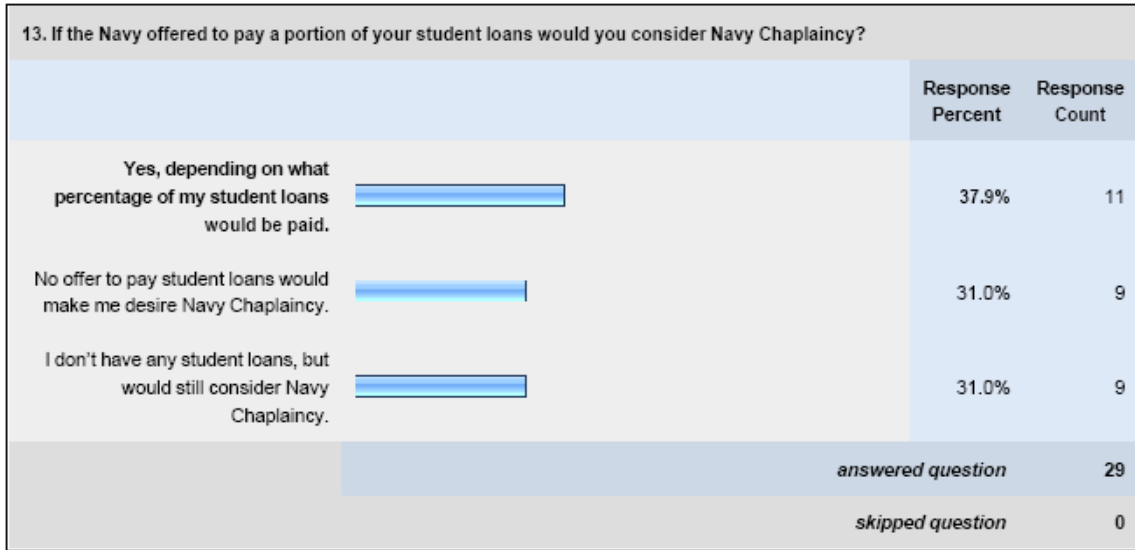 13. If the Navy offered to pay a portion of your student loans would you consider Navy Chaplaincy?
Response Percent
Response Count
Yes, depending on what
percentage of my student loans
would be paid.
37.9%
11
No offer to pay student loans would
make me desire Navy Chaplaincy.
31.0%
9
I don't have any student loans, but
would still consider Navy
Chaplaincy.
31.0%
9
answered question 29
skipped question 0